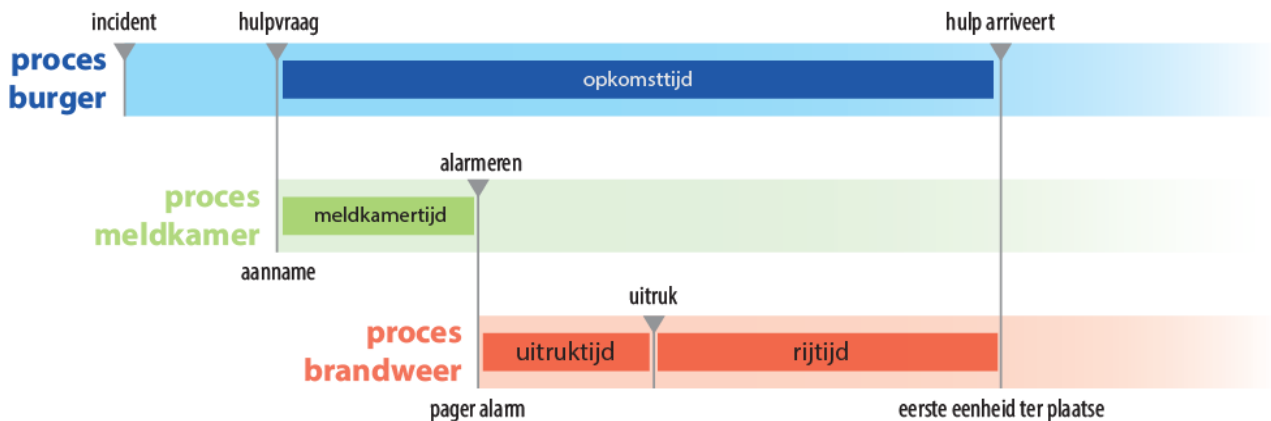 incident
hulpvraag
hulp arriveert
proces
burger
opkomsttijd
alarmeren
proces
meldkamer
meldkamertijd
aanname
uitruk
proces
brandweer
uitruktijd
rijtijd
pager alarm
eerste eenheid ter plaatse